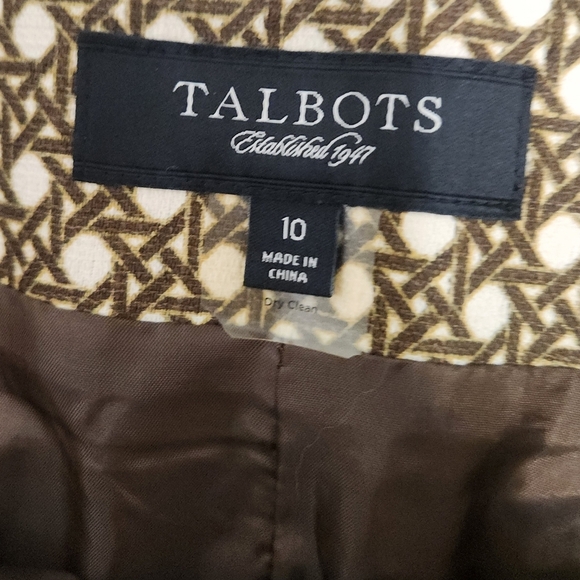 TALBOTS
Established 1947
10
MADE IN
CHINA
Dry Clean